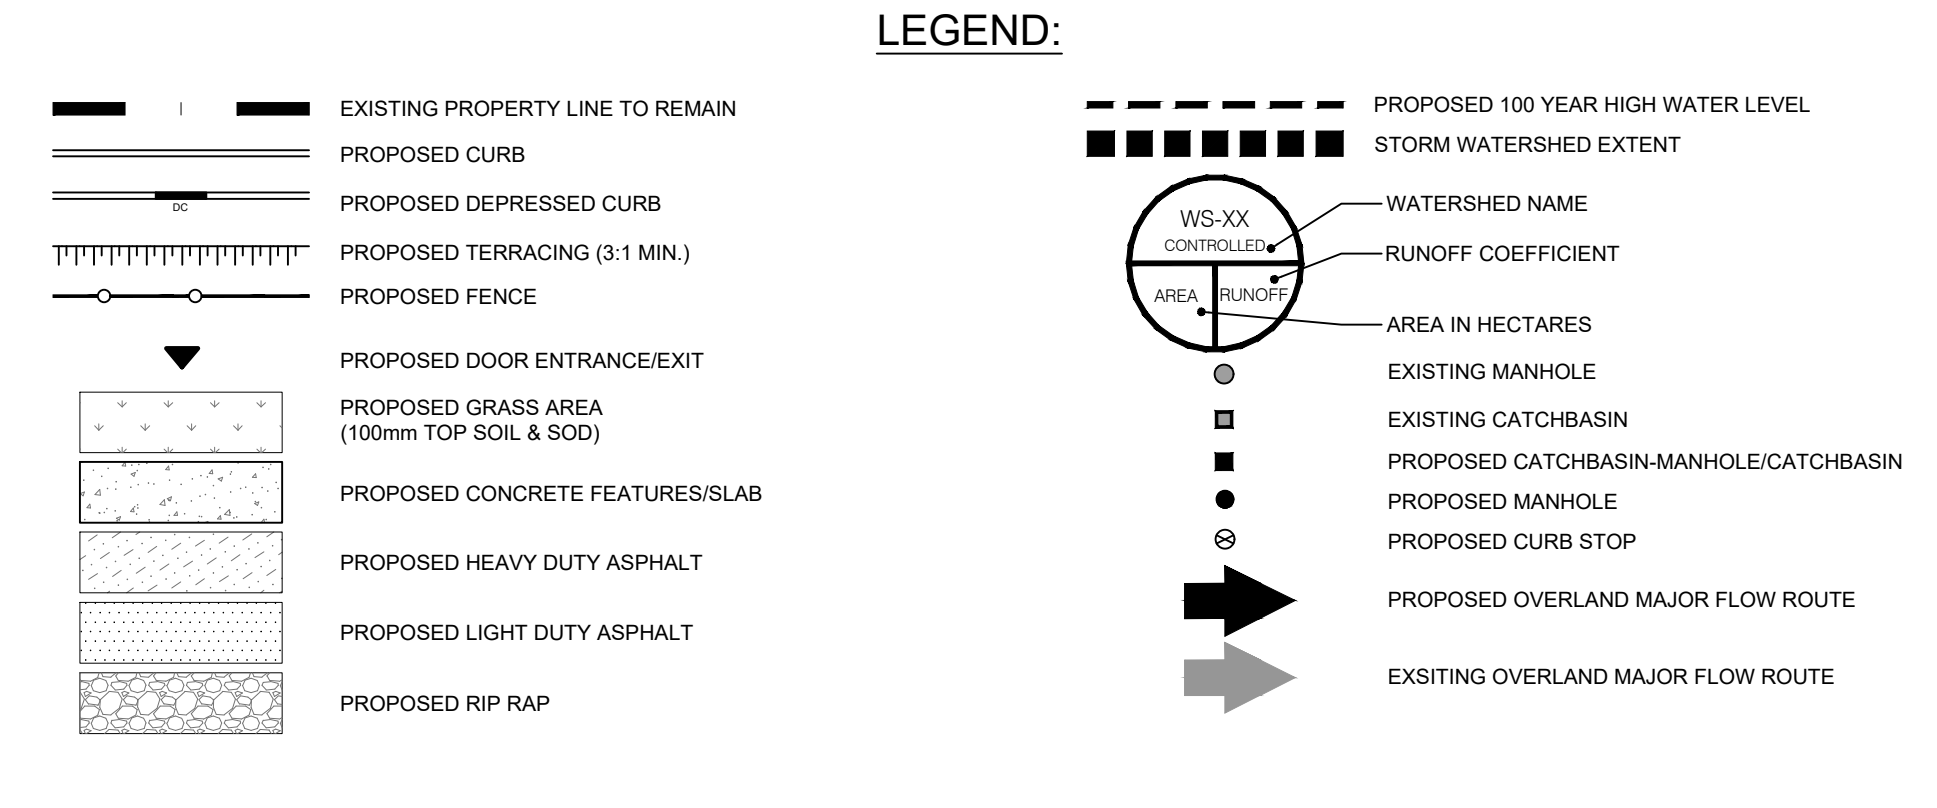 LEGEND:
EXISTING PROPERTY LINE TO REMAIN
PROPOSED CURB
DC
PROPOSED DEPRESSED CURB
PROPOSED TERRACING (3:1 MIN.)
PROPOSED FENCE
PROPOSED DOOR ENTRANCE/EXIT
PROPOSED GRASS AREA
(100mm TOP SOIL & SOD)
PROPOSED CONCRETE FEATURES/SLAB
PROPOSED HEAVY DUTY ASPHALT
PROPOSED LIGHT DUTY ASPHALT
PROPOSED RIP RAP
PROPOSED 100 YEAR HIGH WATER LEVEL
STORM WATERSHED EXTENT
WS-XX
CONTROLLED
AREA
RUNOFF
WATERSHED NAME
RUNOFF COEFFICIENT
AREA IN HECTARES
EXISTING MANHOLE
EXISTING CATCHBASIN
PROPOSED CATCHBASIN-MANHOLE/CATCHBASIN
PROPOSED MANHOLE
PROPOSED CURB STOP
PROPOSED OVERLAND MAJOR FLOW ROUTE
EXSITING OVERLAND MAJOR FLOW ROUTE